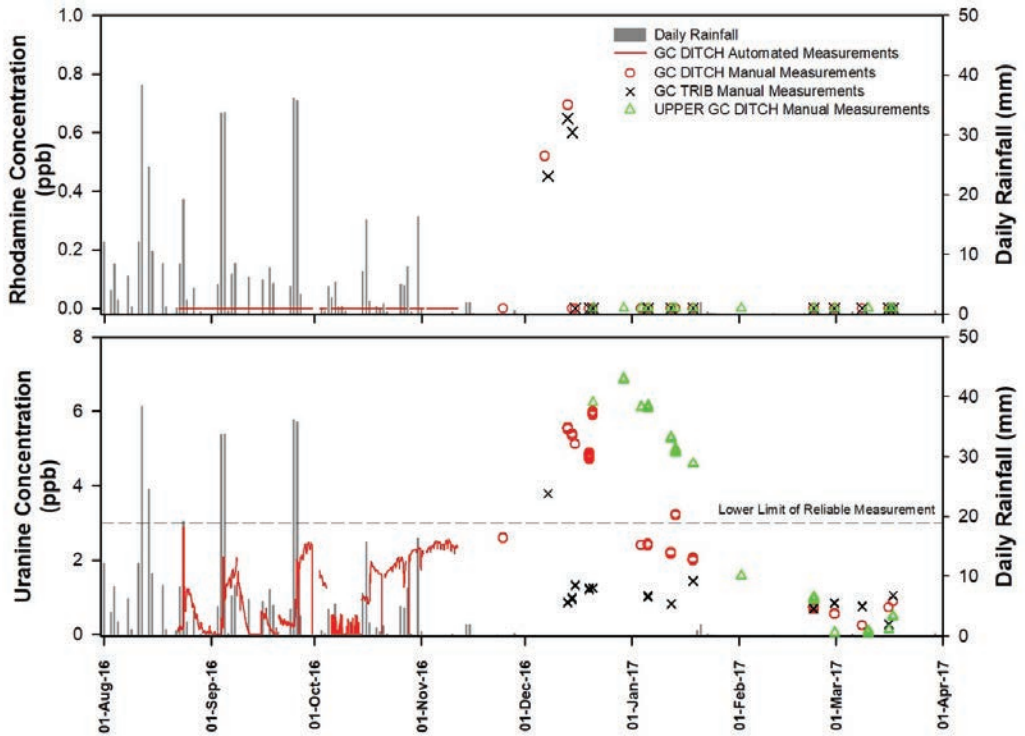 Rhodamine Concentration
(ppb)
1.0
0.8
0.6
0.4
0.2
0.0
Daily Rainfall
GC DITCH Automated Measurements
GC DITCH Manual Measurements
GC TRIB Manual Measurements
UPPER GC DITCH Manual Measurements
50
40
30
20
10
0
Daily Rainfall (mm)
Uranine Concentration
(ppb)
8
6
4
2
0
Lower Limit of Reliable Measurement
50
40
30
20
10
0
Daily Rainfall (mm)
01-Aug-16
01-Sep-16
01-Oct-16
01-Nov-16
01-Dec-16
01-Jan-17
01-Feb-17
01-Mar-17
01-Apr-17